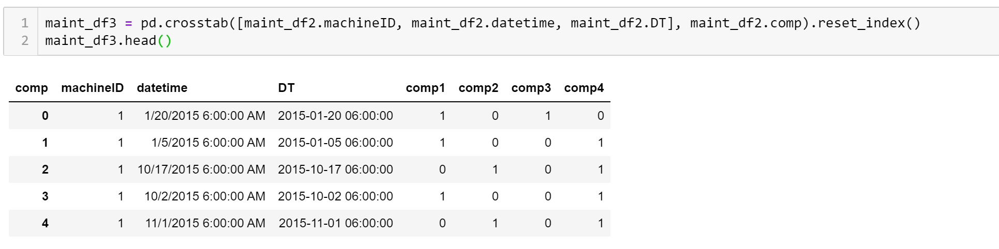 1 maint_df3 = pd.crosstab([maint_df2.machineID, maint_df2.datetime, maint_df2.DT], maint_df2.comp).reset_index()
2 maint_df3.head()
comp machineID datetime DT comp1 comp2 comp3 comp4
0 1 1/20/2015 6:00:00 AM 2015-01-20 06:00:00 1 0 1 0
1 1 1/5/2015 6:00:00 AM 2015-01-05 06:00:00 1 0 0 1
2 1 10/17/2015 6:00:00 AM 2015-10-17 06:00:00 0 1 0 1
3 1 10/2/2015 6:00:00 AM 2015-10-02 06:00:00 1 0 0 1
4 1 11/1/2015 6:00:00 AM 2015-11-01 06:00:00 0 1 0 1